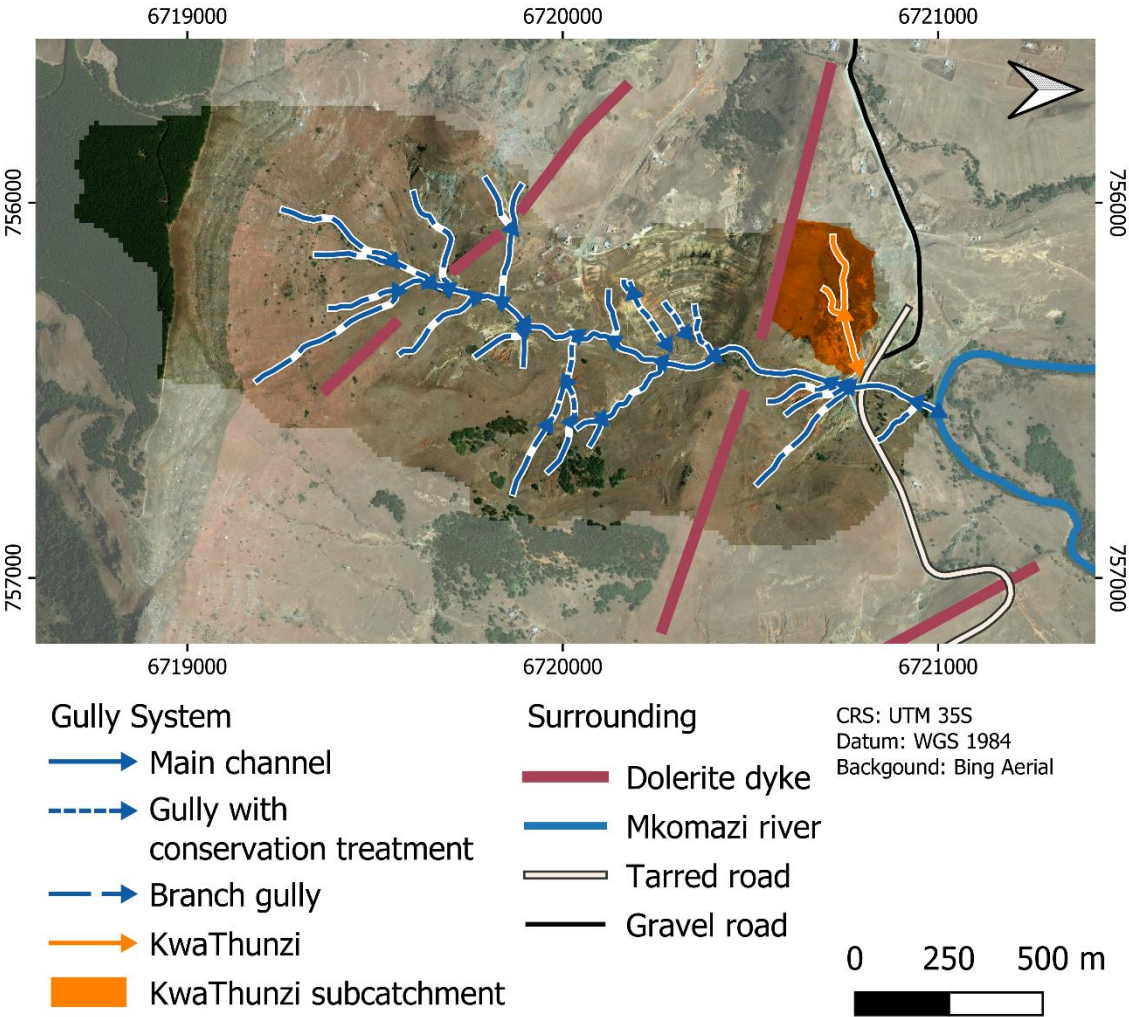 6719000 6720000 6721000
756000 756000
757000 757000
6719000 6720000 6721000
Gully System
Main channel
Gully with
conservation treatment
Branch gully
KwaThunzi
KwaThunzi subcatchment
Surrounding
Dolerite dyke
Mkomazi river
Tarred road
Gravel road
CRS: UTM 35S
Datum: WGS 1984
Backgound: Bing Aerial
0 250 500 m